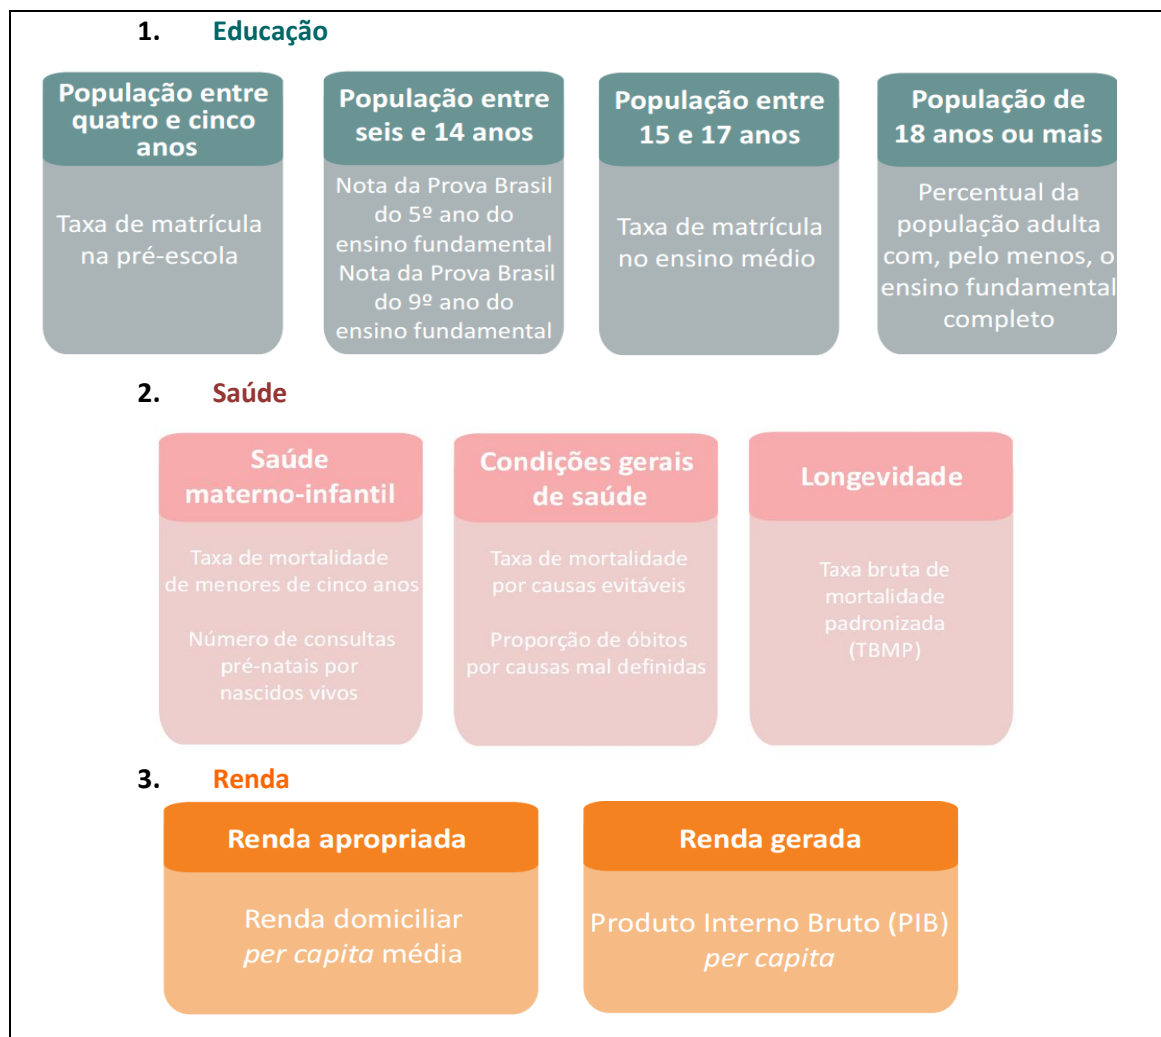 1. Educação
População entre
quatro e cinco
anos
Taxa de matrícula
na pré-escola
População entre
seis e 14 anos
Nota da Prova Brasil
do 5º ano do
ensino fundamental
Nota da Prova Brasil
do 9º ano do
ensino fundamental
População entre
15 e 17 anos
Taxa de matrícula
no ensino médio
População de
18 anos ou mais
Percentual da
população adulta
com, pelo menos, o
ensino fundamental
completo
2. Saúde
Saúde
materno-infantil
Taxa de mortalidade
de menores de cinco anos
Número de consultas
pré-natais por
nascidos vivos
Condições gerais
de saúde
Taxa de mortalidade
por causas evitáveis
Proporção de óbitos
por causas mal definidas
Longevidade
Taxa bruta de
mortalidade
padronizada
(TBMP)
3. Renda
Renda apropriada
Renda domiciliar
per capita média
Renda gerada
Produto Interno Bruto (PIB)
per capita